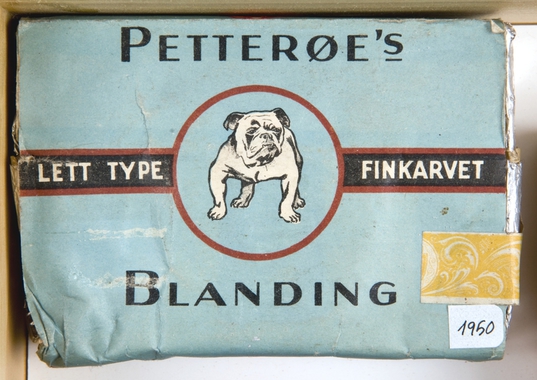 PETTERØE'S
LETT TYPE FINKARVET
BLANDING
1950